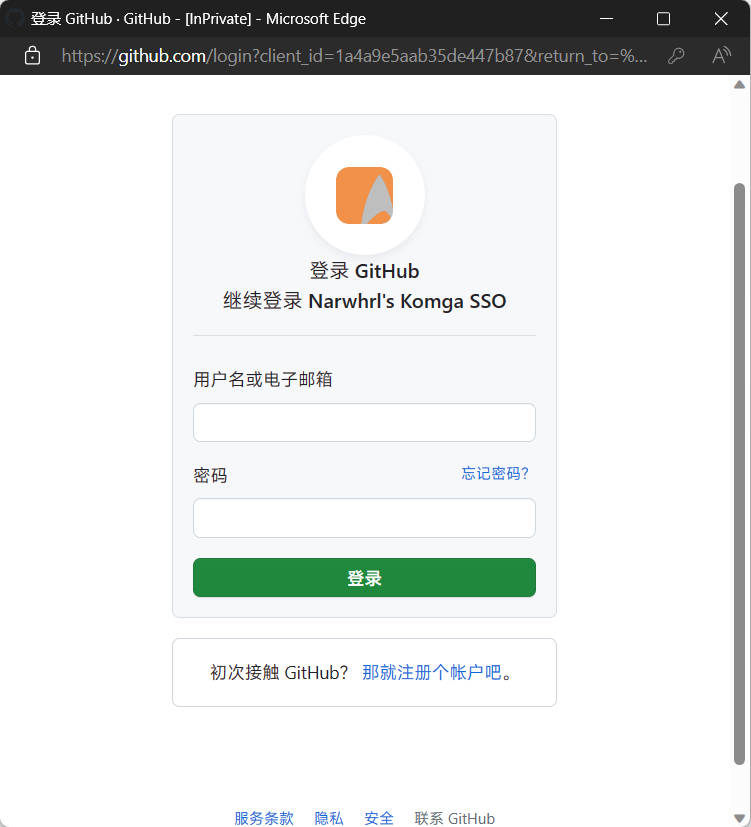 登录 GitHub · GitHub - [InPrivate] - Microsoft Edge
https://github.com/login?client_id=1a4a9e5aab35de447b87&return_to=%...
登录 GitHub
继续登录 Narwhrl's Komga SSO
用户名或电子邮箱
密码 忘记密码?
登录
初次接触 GitHub? 那就注册个帐户吧。
服务条款 隐私 安全 联系 GitHub